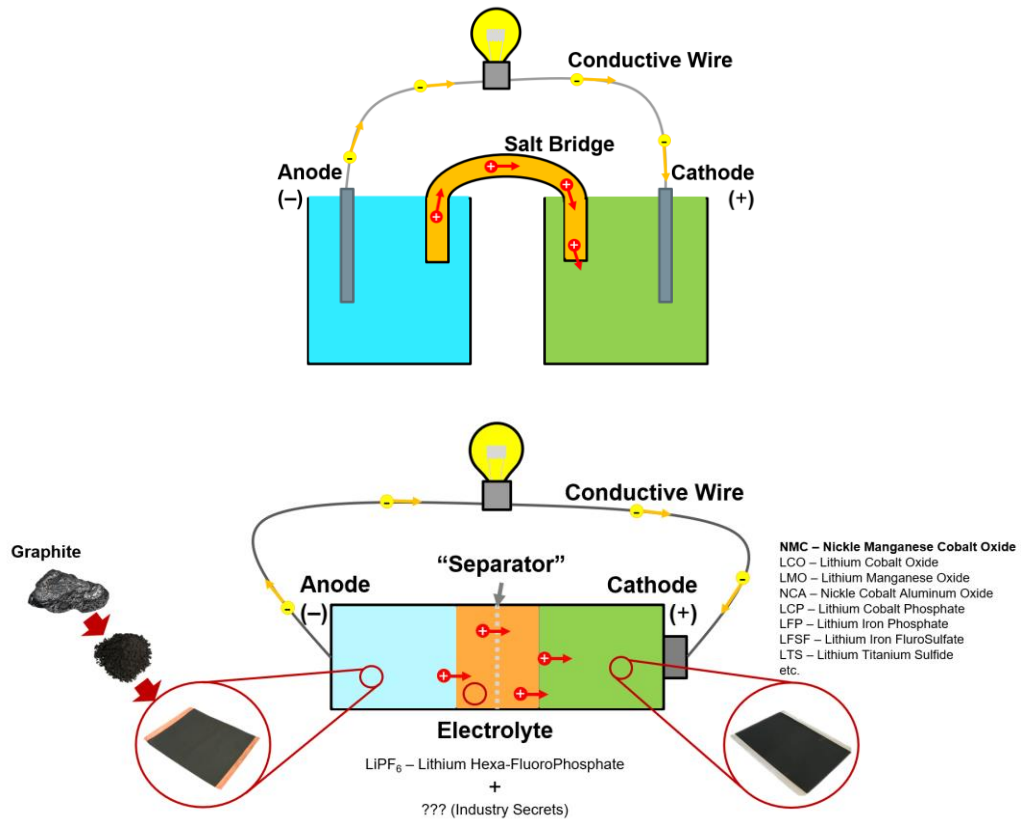 Conductive Wire
Salt Bridge
Anode
(–)
Cathode
(+)
+
+
+
+
-
-
-
-
-
Conductive Wire
Graphite
"Separator"
Anode
(–)
Cathode
(+)
NMC – Nickle Manganese Cobalt Oxide
LCO – Lithium Cobalt Oxide
LMO – Lithium Manganese Oxide
NCA – Nickle Cobalt Aluminum Oxide
LCP – Lithium Cobalt Phosphate
LFP – Lithium Iron Phosphate
LFSF – Lithium Iron FluroSulfate
LTS – Lithium Titanium Sulfide
etc.
-
-
-
-
+
+
+
+
Electrolyte
LiPF₆ – Lithium Hexa-FluoroPhosphate
+
??? (Industry Secrets)